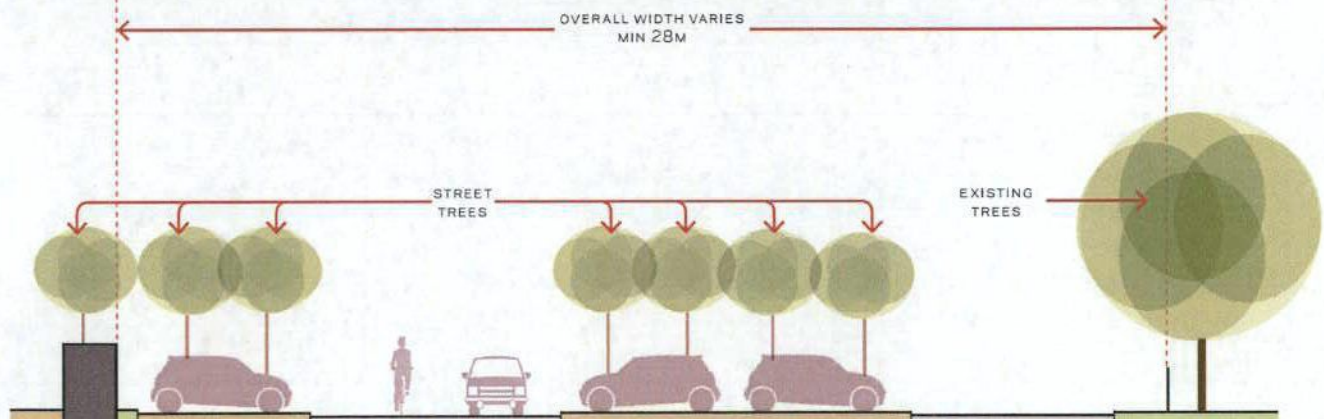 OVERALL WIDTH VARIES
MIN 28M
STREET
TREES
EXISTING
TREES